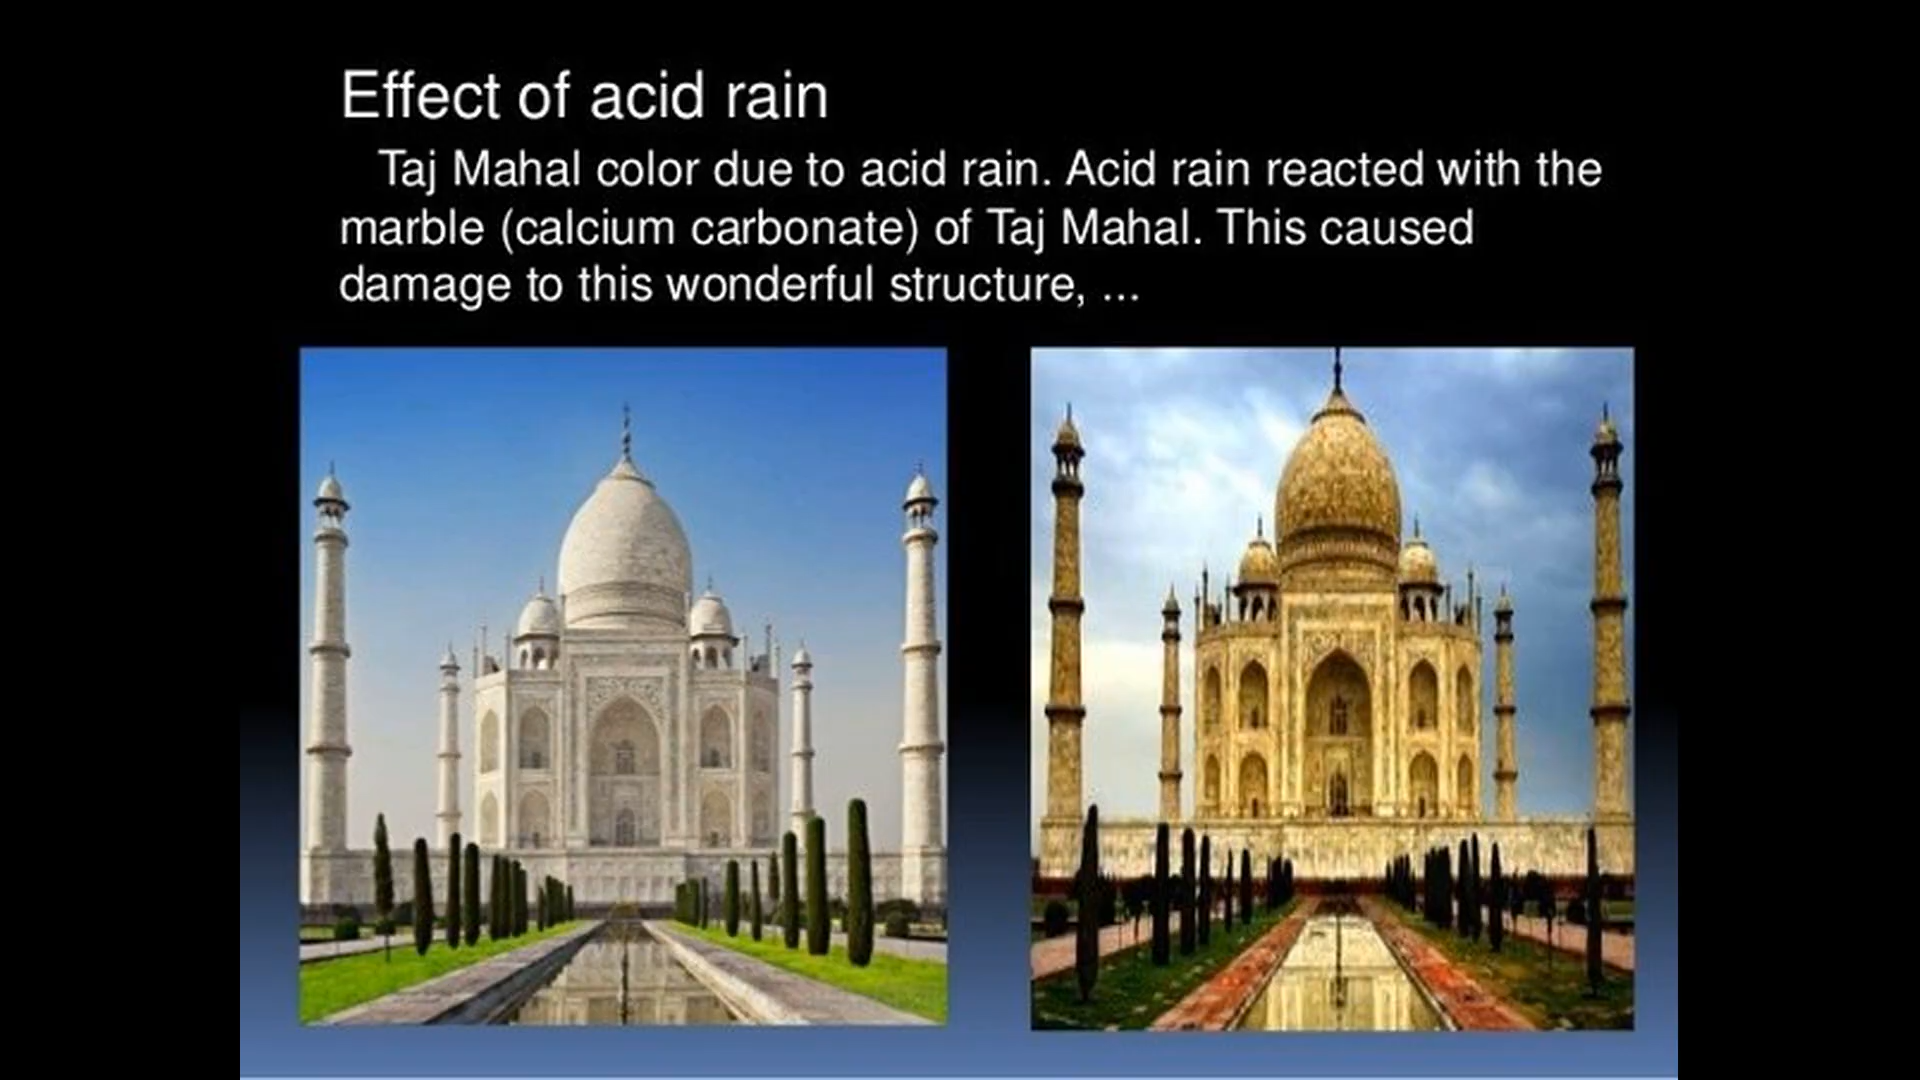 Effect of acid rain
Taj Mahal color due to acid rain. Acid rain reacted with the
marble (calcium carbonate) of Taj Mahal. This caused
damage to this wonderful structure, ...